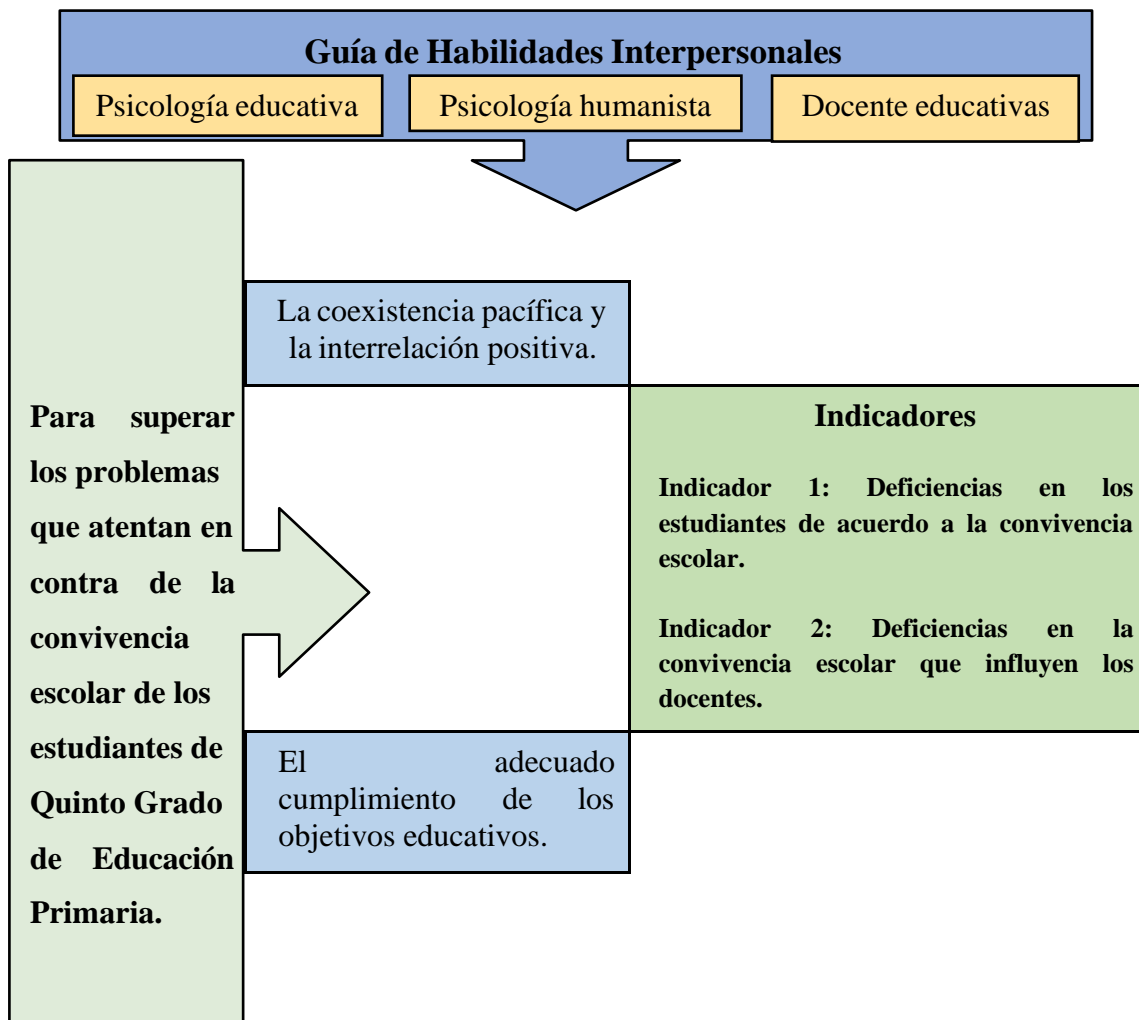 Guía de Habilidades Interpersonales
Psicología educativa
Psicología humanista
Docente educativas
La coexistencia pacífica y
la interrelación positiva.
Para superar
los problemas
que atentan en
contra de la
convivencia
escolar de los
estudiantes de
Quinto Grado
de Educación
Primaria.
Indicadores
Indicador 1: Deficiencias en los
estudiantes de acuerdo a la convivencia
escolar.
Indicador 2: Deficiencias en la
convivencia escolar que influyen los
docentes.
El adecuado
cumplimiento de los
objetivos educativos.